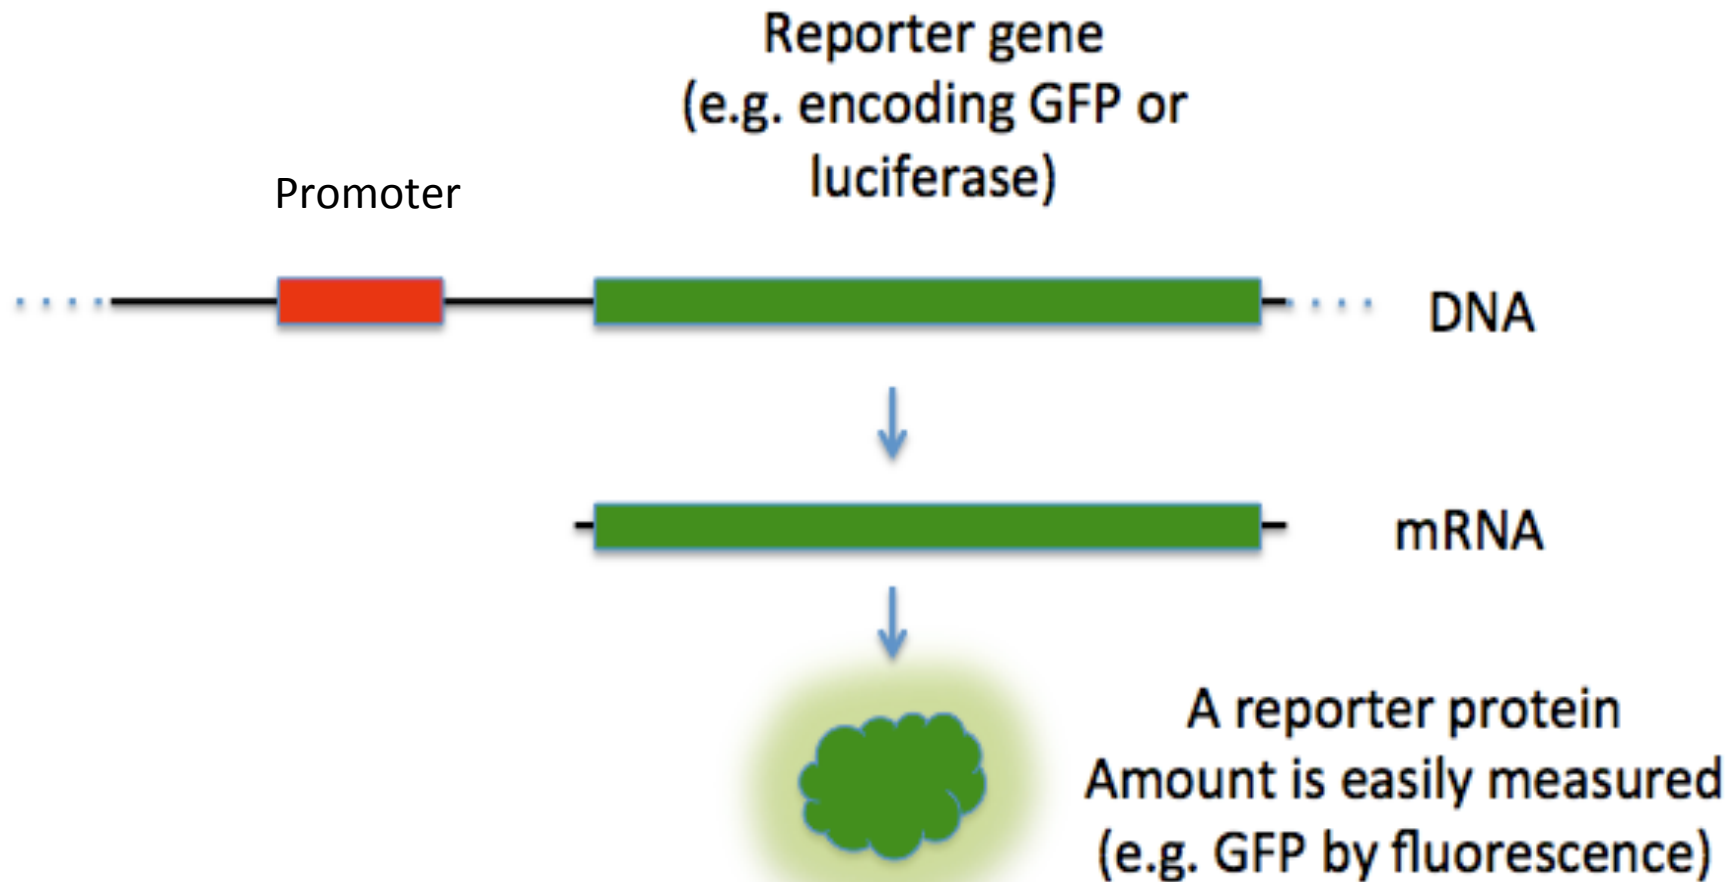 Reporter gene
(e.g. encoding GFP or
luciferase)
Promoter
DNA
mRNA
A reporter protein
Amount is easily measured
(e.g. GFP by fluorescence)